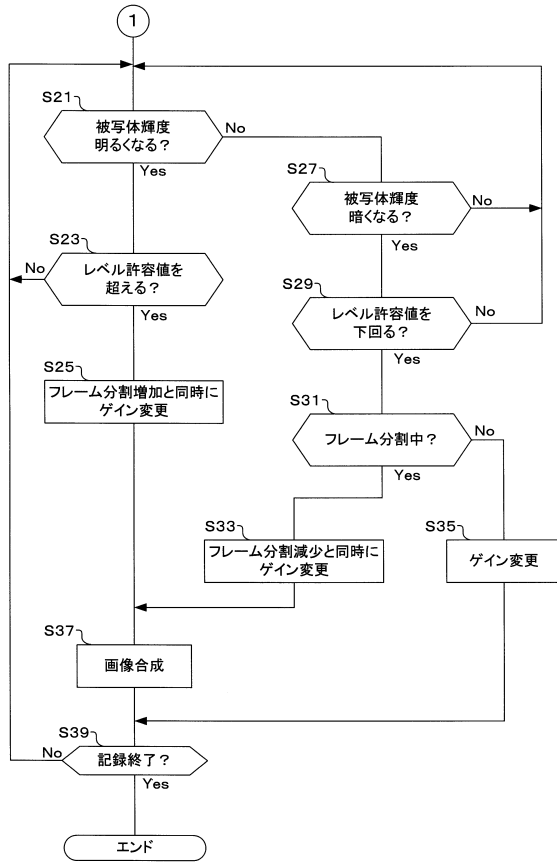 1
S21
被写体輝度
明るくなる？
No
Yes
S27
被写体輝度
暗くなる？
No
Yes
S23
レベル許容値を
超える？
No
Yes
S29
レベル許容値を
下回る？
No
Yes
S25
フレーム分割増加と同時に
ゲイン変更
S31
フレーム分割中？
No
Yes
S33
フレーム分割減少と同時に
ゲイン変更
S35
ゲイン変更
S37
画像合成
S39
記録終了？
No
Yes
エンド